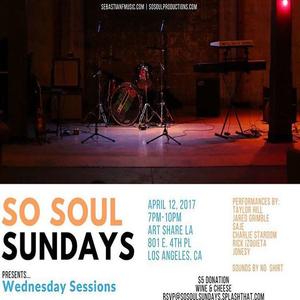 SEBASTIANFMUSIC.COM | SOSOULPRODUCTIONS.COM
SO SOUL
SUNDAYS
PRESENTS...
Wednesday Sessions
APRIL 12, 2017
7PM-10PM
ART SHARE LA
801 E. 4TH PL
LOS ANGELES, CA
PERFORMANCES BY:
TAYLOR HILL
JARED GRIMBLE
SAJE
CHARLIE STARDOM
RICK IZQUIETA
JONESY
SOUNDS BY NO SHIRT
$5 DONATION
WINE & CHEESE
RSVP@SOSOULSUNDAYS.SPLASHTHAT.COM